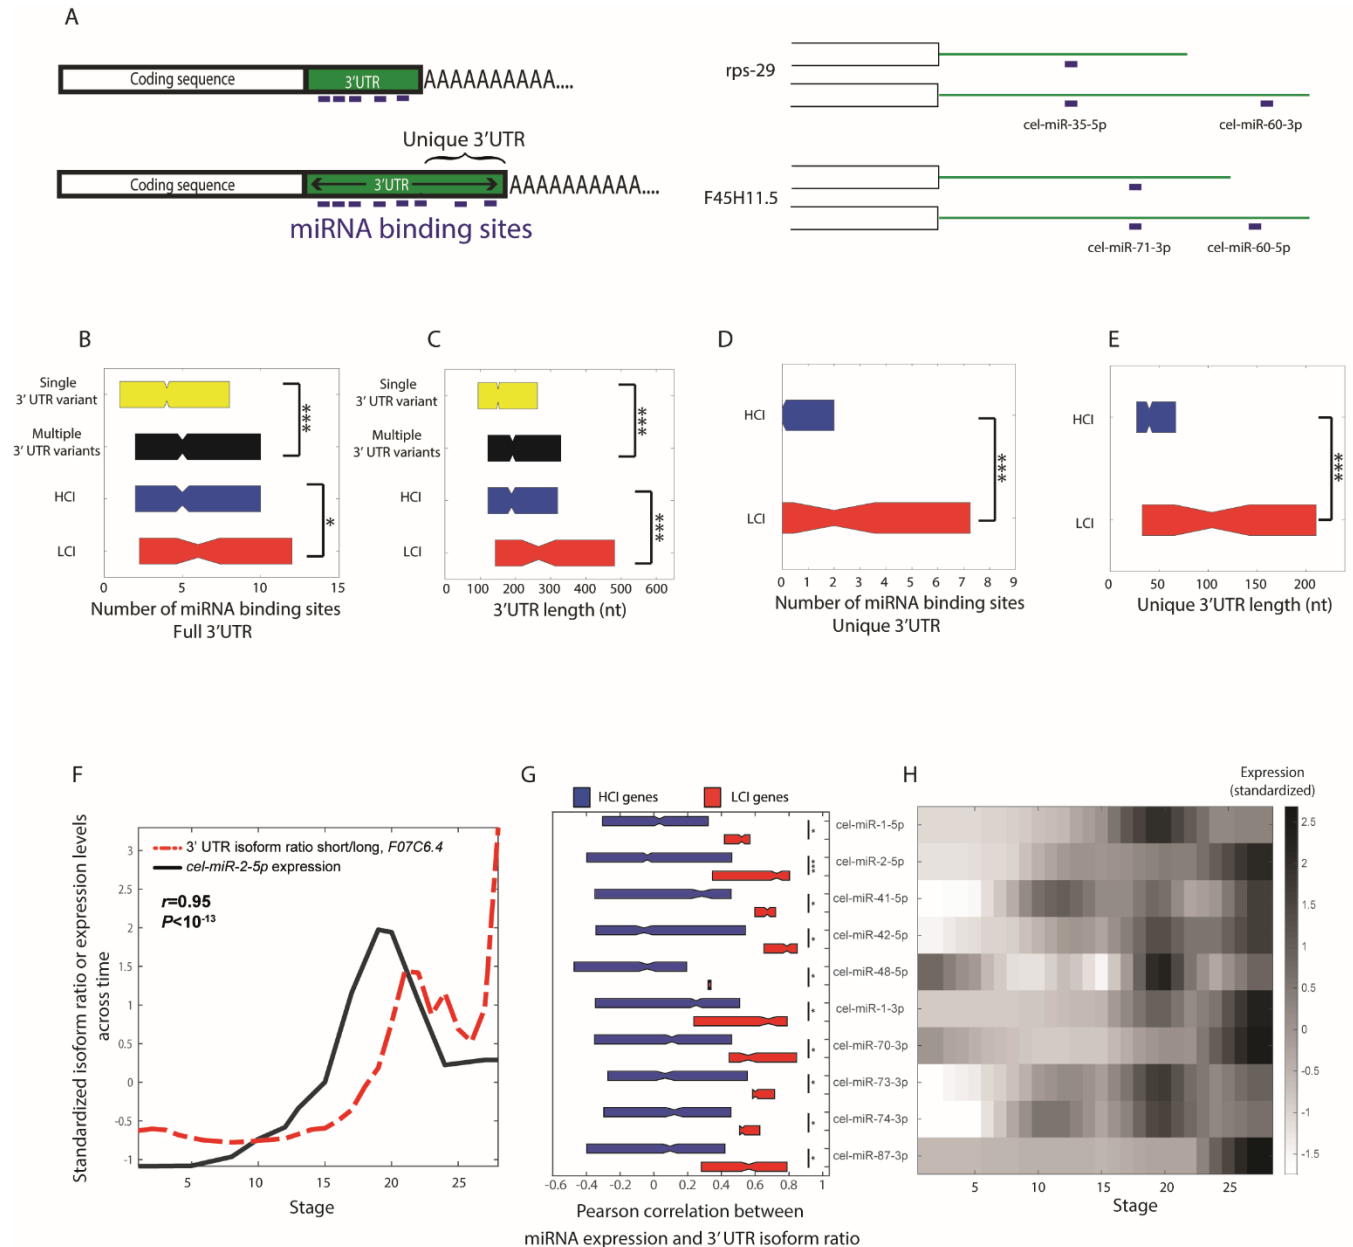 A
Coding sequence
3'UTR
AAAAAAAAAA....
Unique 3'UTR
Coding sequence
3'UTR
AAAAAAAAAA....
miRNA binding sites
rps-29
cel-miR-35-5p
cel-miR-60-3p
F45H11.5
cel-miR-71-3p
cel-miR-60-5p
B
Single
3' UTR variant
Multiple
3' UTR variants
HCI
LCI
***
*
0 5 10 15
Number of miRNA binding sites
Full 3'UTR
C
Single
3' UTR variant
Multiple
3' UTR variants
HCI
LCI
***
***
0 100 200 300 400 500 600
3'UTR length (nt)
D
HCI
LCI
***
0 1 2 3 4 5 6 7 8 9
Number of miRNA binding sites
Unique 3'UTR
E
HCI
LCI
***
0 50 100 150 200
Unique 3'UTR length (nt)
F
3' UTR isoform ratio short/long, F07C6.4
cel-miR-2-5p expression
r=0.95
P<10-13
Standardized isoform ratio or expression levels
across time
3
2.5
2
1.5
1
0.5
0
-0.5
-1
5 10 15 20 25
Stage
G
HCI genes
LCI genes
* cel-miR-1-5p
*** cel-miR-2-5p
* cel-miR-41-5p
* cel-miR-42-5p
* cel-miR-48-5p
* cel-miR-1-3p
* cel-miR-70-3p
* cel-miR-73-3p
* cel-miR-74-3p
* cel-miR-87-3p
-0.6 -0.4 -0.2 0 0.2 0.4 0.6 0.8 1
Pearson correlation between
miRNA expression and 3'UTR isoform ratio
H
Expression
(standardized)
2.5
2
1.5
1
0.5
0
-0.5
-1
-1.5
5 10 15 20 25
Stage